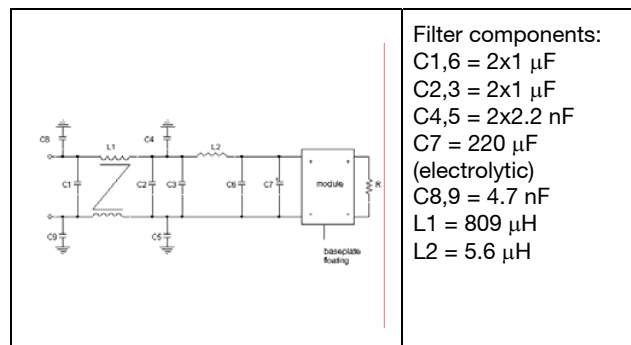 Filter components:
C1,6 = 2x1 μF
C2,3 = 2x1 μF
C4,5 = 2x2.2 nF
C7 = 220 μF
(electrolytic)
C8,9 = 4.7 nF
L1 = 809 μH
L2 = 5.6 μH
C8
C4
L1
L2
C1
C2
C3
C6
C7
+
+
+
module
R
-
-
C9
C5
baseplate
floating